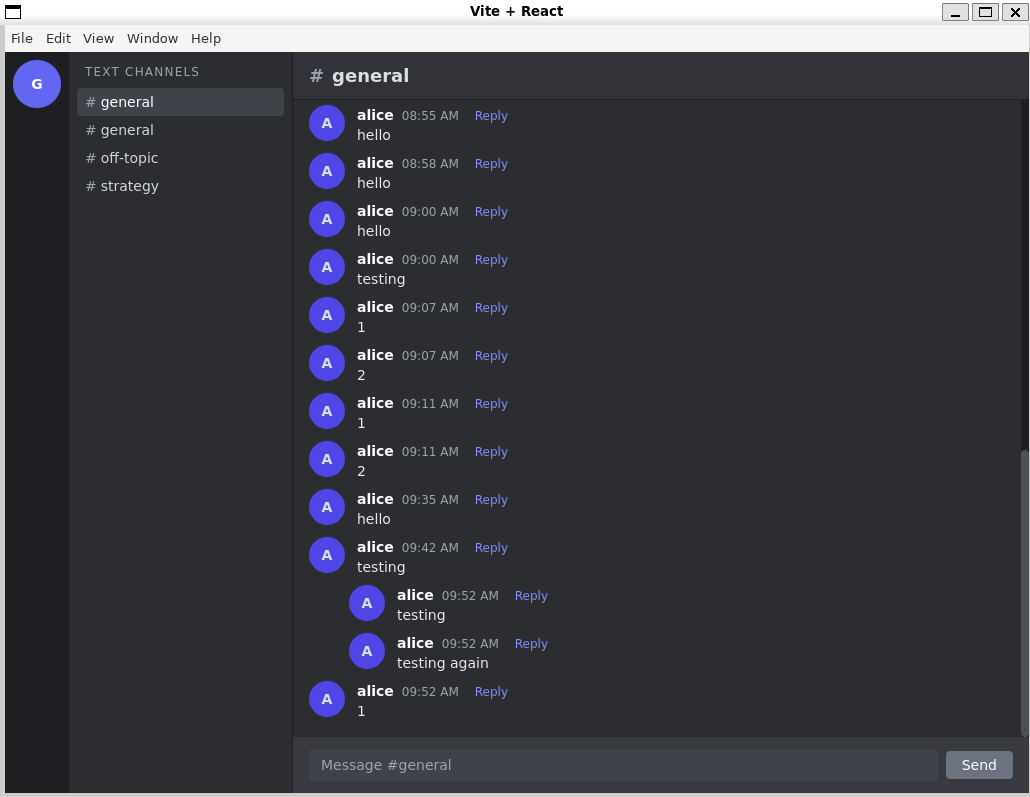 Vite + React
File Edit View Window Help
G
TEXT CHANNELS
# general
# general
# off-topic
# strategy
# general
A
alice 08:55 AM Reply
hello
A
alice 08:58 AM Reply
hello
A
alice 09:00 AM Reply
hello
A
alice 09:00 AM Reply
testing
A
alice 09:07 AM Reply
1
A
alice 09:07 AM Reply
2
A
alice 09:11 AM Reply
1
A
alice 09:11 AM Reply
2
A
alice 09:35 AM Reply
hello
A
alice 09:42 AM Reply
testing
A
alice 09:52 AM Reply
testing
A
alice 09:52 AM Reply
testing again
A
alice 09:52 AM Reply
1
Message #general
Send